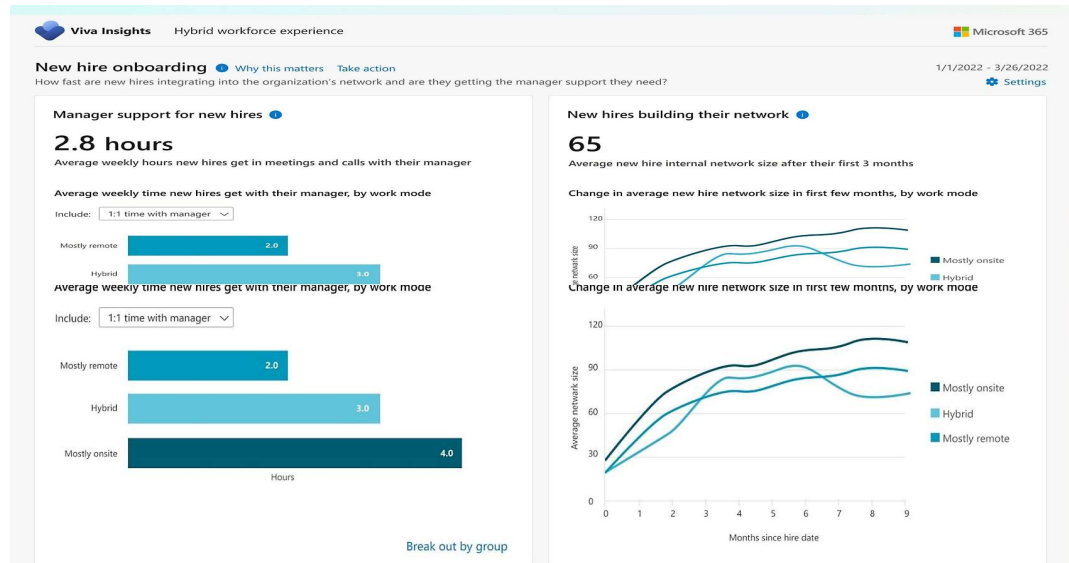 Viva Insights Hybrid workforce experience Microsoft 365
New hire onboarding Why this matters Take action 1/1/2022 - 3/26/2022
How fast are new hires integrating into the organization's network and are they getting the manager support they need? Settings
Manager support for new hires
2.8 hours
Average weekly hours new hires get in meetings and calls with their manager
Average weekly time new hires get with their manager, by work mode
Include: 1:1 time with manager
Mostly remote 2.0
Hybrid 3.0
Average weekly time new hires get with their manager, by work mode
Include: 1:1 time with manager
Mostly remote 2.0
Hybrid 3.0
Mostly onsite 4.0
Hours
Break out by group
New hires building their network
65
Average new hire internal network size after their first 3 months
Change in average new hire network size in first few months, by work mode
120
90
60
network size
Mostly onsite
Hybrid
Change in average new hire network size in first few months, by work mode
120
90
60
30
0
Average network size
0 1 2 3 4 5 6 7 8 9
Months since hire date
Mostly onsite
Hybrid
Mostly remote